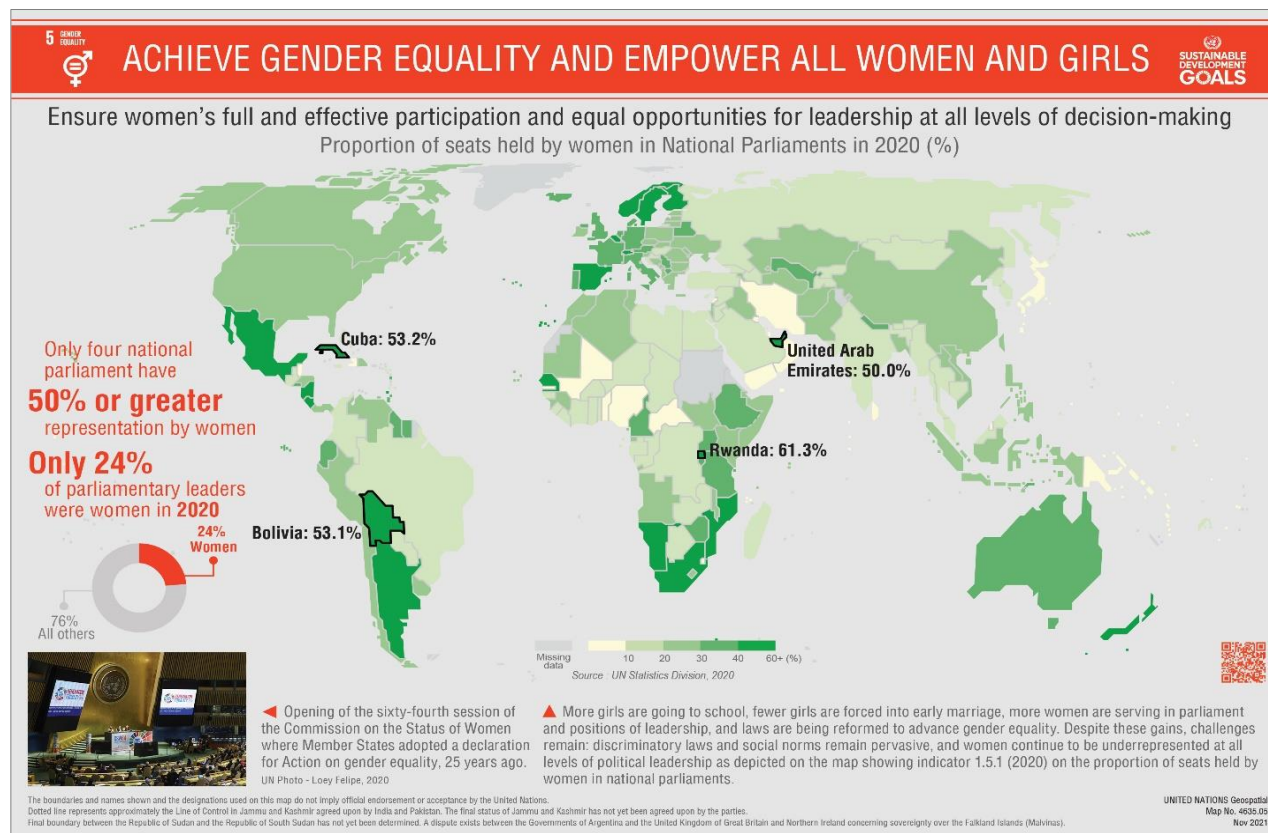 5 GENDER
EQUALITY
ACHIEVE GENDER EQUALITY AND EMPOWER ALL WOMEN AND GIRLS
SUSTAINABLE
DEVELOPMENT
GOALS
Ensure women's full and effective participation and equal opportunities for leadership at all levels of decision-making
Proportion of seats held by women in National Parliaments in 2020 (%)
Cuba: 53.2%
United Arab
Emirates: 50.0%
Rwanda: 61.3%
Bolivia: 53.1%
Only four national
parliament have
50% or greater
representation by women
Only 24%
of parliamentary leaders
were women in 2020
24%
Women
76%
All others
Missing
data
10 20 30 40 60+ (%)
Source : UN Statistics Division, 2020
◄ Opening of the sixty-fourth session of
the Commission on the Status of Women
where Member States adopted a declaration
for Action on gender equality, 25 years ago.
UN Photo - Loey Felipe, 2020
▲ More girls are going to school, fewer girls are forced into early marriage, more women are serving in parliament
and positions of leadership, and laws are being reformed to advance gender equality. Despite these gains, challenges
remain: discriminatory laws and social norms remain pervasive, and women continue to be underrepresented at all
levels of political leadership as depicted on the map showing indicator 1.5.1 (2020) on the proportion of seats held by
women in national parliaments.
The boundaries and names shown and the designations used on this map do not imply official endorsement or acceptance by the United Nations.
Dotted line represents approximately the Line of Control in Jammu and Kashmir agreed upon by India and Pakistan. The final status of Jammu and Kashmir has not yet been agreed upon by the parties.
Final boundary between the Republic of Sudan and the Republic of South Sudan has not yet been determined. A dispute exists between the Governments of Argentina and the United Kingdom of Great Britain and Northern Ireland concerning sovereignty over the Falkland Islands (Malvinas).
UNITED NATIONS Geospatial
Map No. 4635.05
Nov 2021